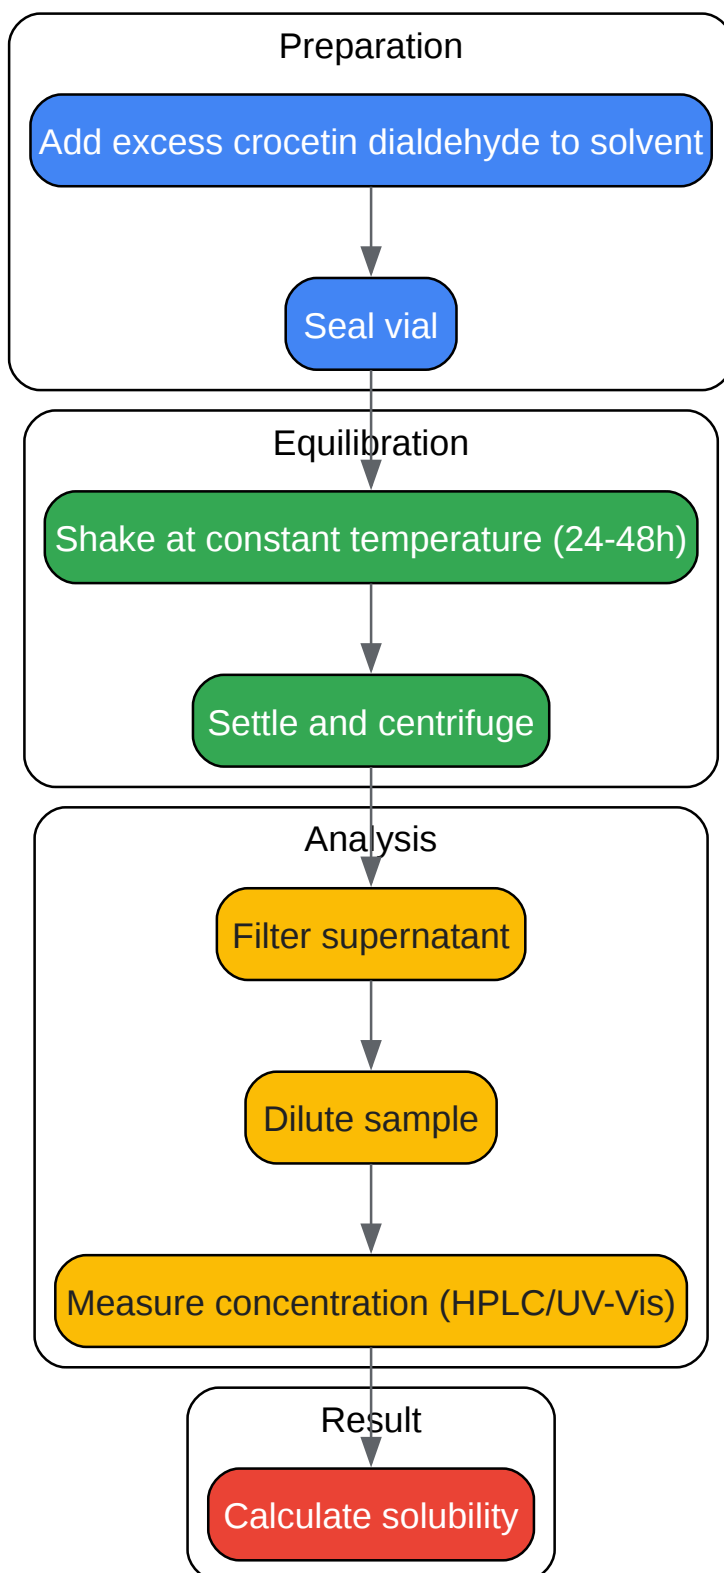 Preparation
Add excess crocetin dialdehyde to solvent
Seal vial
Equilibration
Shake at constant temperature (24-48h)
Settle and centrifuge
Analysis
Filter supernatant
Dilute sample
Measure concentration (HPLC/UV-Vis)
Result
Calculate solubility